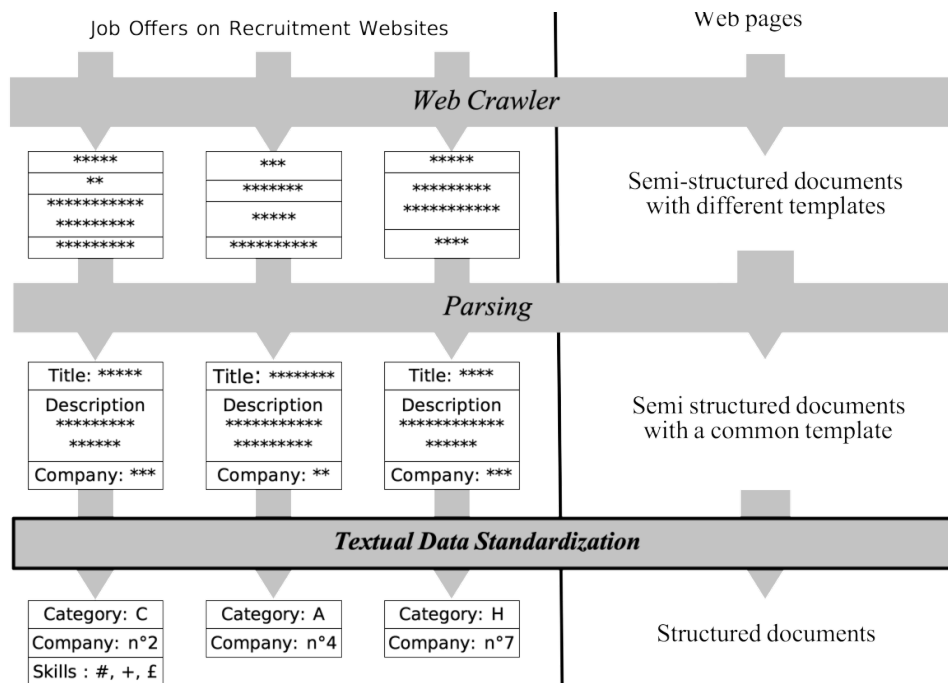 Job Offers on Recruitment Websites
Web pages
Web Crawler
*****
**
***********
*********
*********
***
*******
*****
**********
*****
*********
***********
****
Semi-structured documents
with different templates
Parsing
Title: *****
Description
*********
******
Company: ***
Title: ********
Description
***********
*********
Company: **
Title: ****
Description
************
******
Company: ***
Semi structured documents
with a common template
Textual Data Standardization
Category: C
Company: n°2
Skills : #, +, £
Category: A
Company: n°4
Category: H
Company: n°7
Structured documents